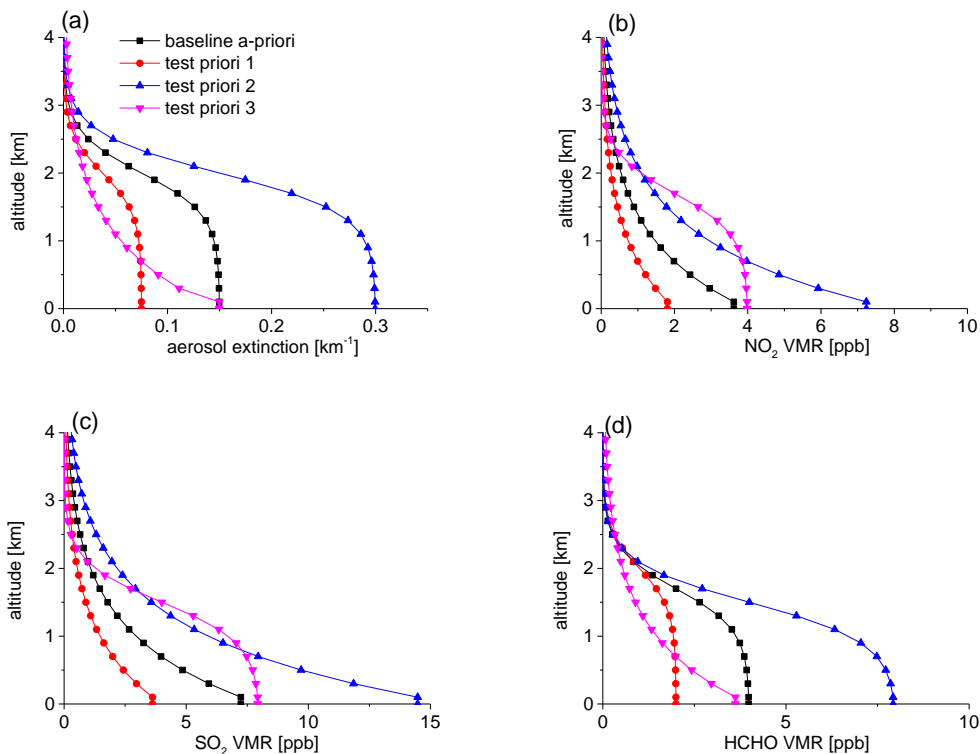 (a)
baseline a-priori
test priori 1
test priori 2
test priori 3
4
3
2
1
0
altitude [km]
0.0 0.1 0.2 0.3
aerosol extinction [km⁻¹]
(b)
4
3
2
1
0
altitude [km]
0 2 4 6 8 10
NO₂ VMR [ppb]
(c)
4
3
2
1
0
altitude [km]
0 5 10 15
SO₂ VMR [ppb]
(d)
4
3
2
1
0
altitude [km]
0 5 10
HCHO VMR [ppb]